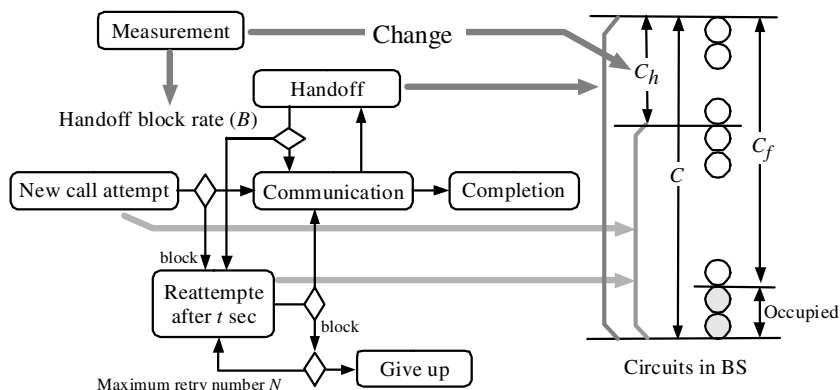 Measurement
Change
Handoff
Handoff block rate (B)
New call attempt
Communication
Completion
block
Reattempte
after t sec
block
Maximum retry number N
Give up
C_h
C
C_f
Occupied
Circuits in BS